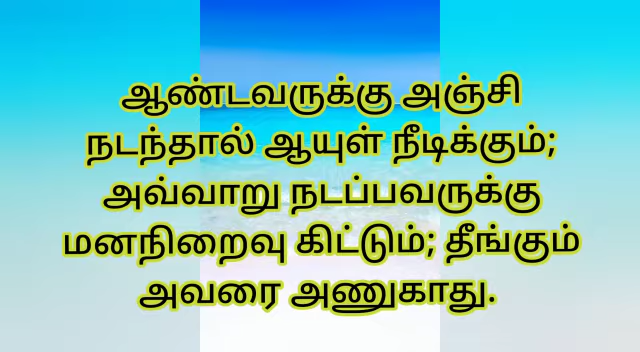 ஆண்டவருக்கு அஞ்சி
நடந்தால் ஆயுள் நீடிக்கும்;
அவ்வாறு நடப்பவருக்கு
மனநிறைவு கிட்டும்; தீங்கும்
அவரை அணுகாது.